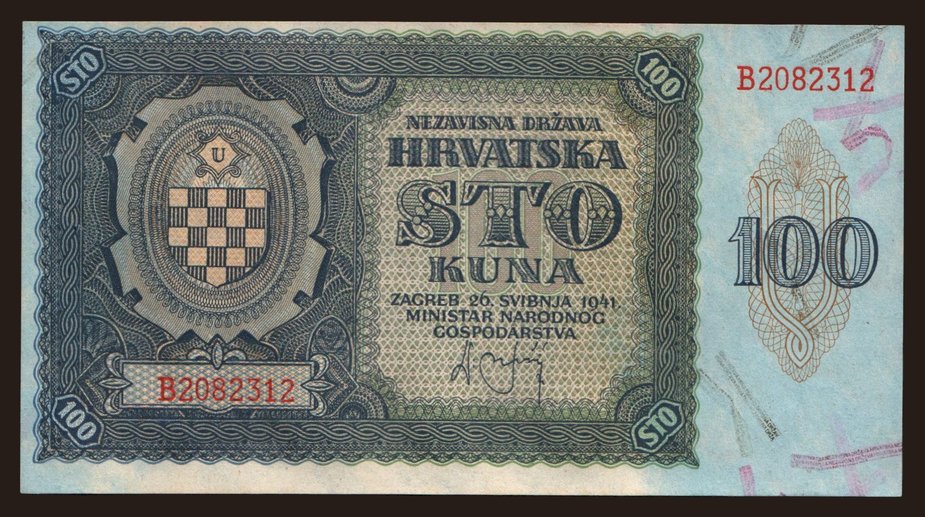 STO
100
B2082312
U
NEZAVISNA DRŽAVA
HRVATSKA
STO
KUNA
ZAGREB 26. SVIBNJA 1941.
MINISTAR NARODNOG
GOSPODARSTVA
100
B2082312
100
STO